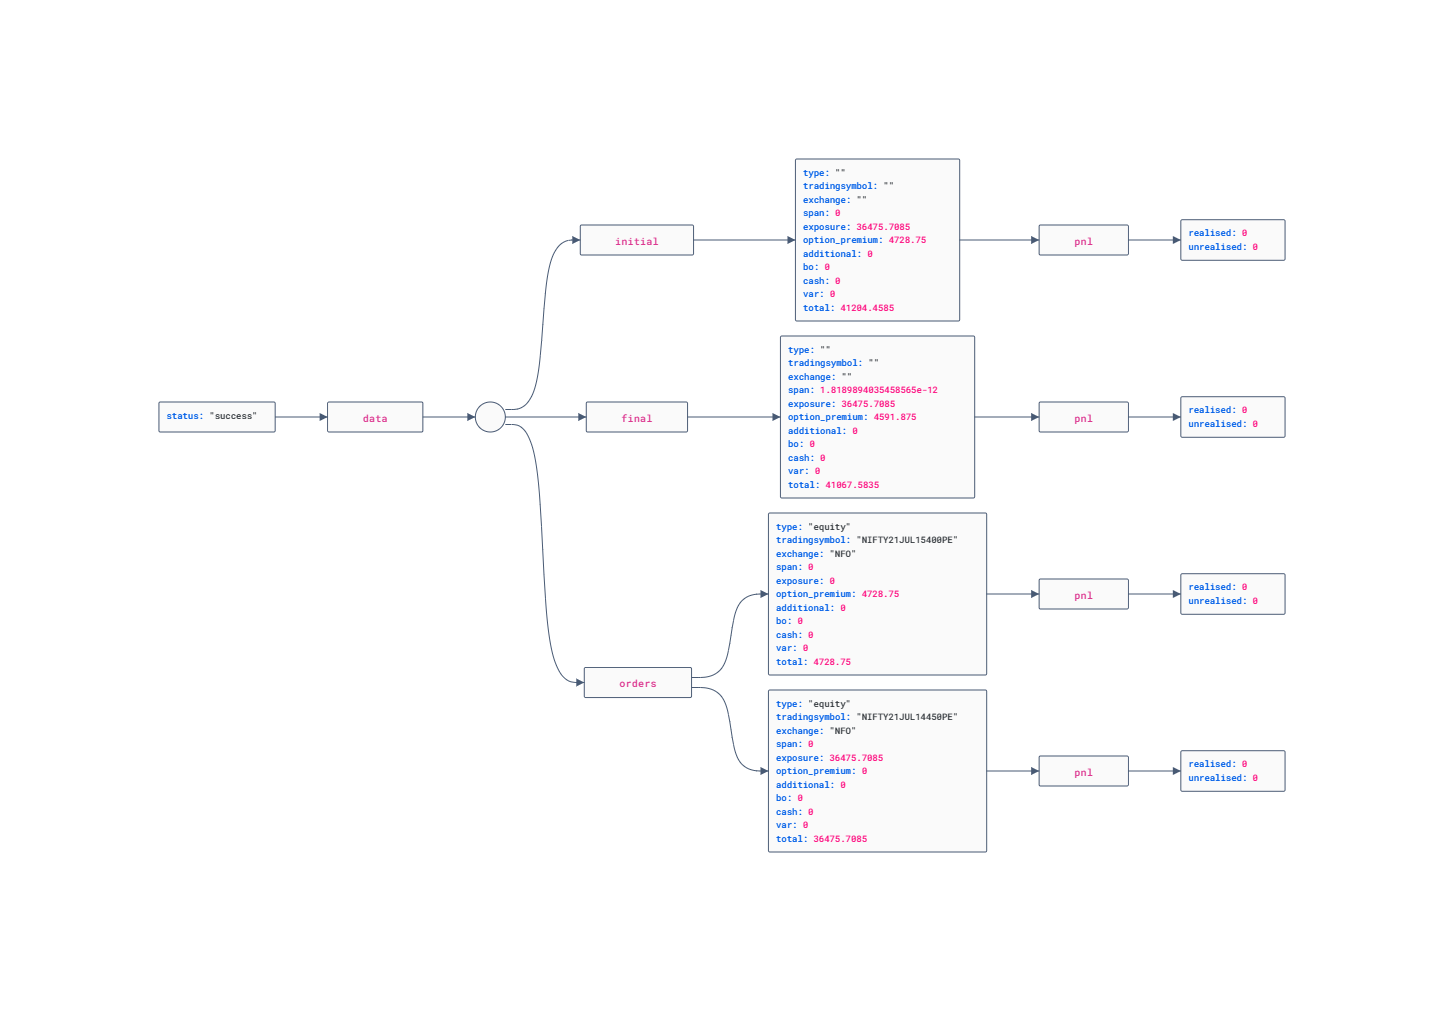 status: "success"
data
initial
type: ""
tradingsymbol: ""
exchange: ""
span: 0
exposure: 36475.7085
option_premium: 4728.75
additional: 0
bo: 0
cash: 0
var: 0
total: 41204.4585
pnl
realised: 0
unrealised: 0
final
type: ""
tradingsymbol: ""
exchange: ""
span: 1.8189894035458565e-12
exposure: 36475.7085
option_premium: 4591.875
additional: 0
bo: 0
cash: 0
var: 0
total: 41067.5835
pnl
realised: 0
unrealised: 0
orders
type: "equity"
tradingsymbol: "NIFTY21JUL15400PE"
exchange: "NFO"
span: 0
exposure: 0
option_premium: 4728.75
additional: 0
bo: 0
cash: 0
var: 0
total: 4728.75
pnl
realised: 0
unrealised: 0
type: "equity"
tradingsymbol: "NIFTY21JUL14450PE"
exchange: "NFO"
span: 0
exposure: 36475.7085
option_premium: 0
additional: 0
bo: 0
cash: 0
var: 0
total: 36475.7085
pnl
realised: 0
unrealised: 0